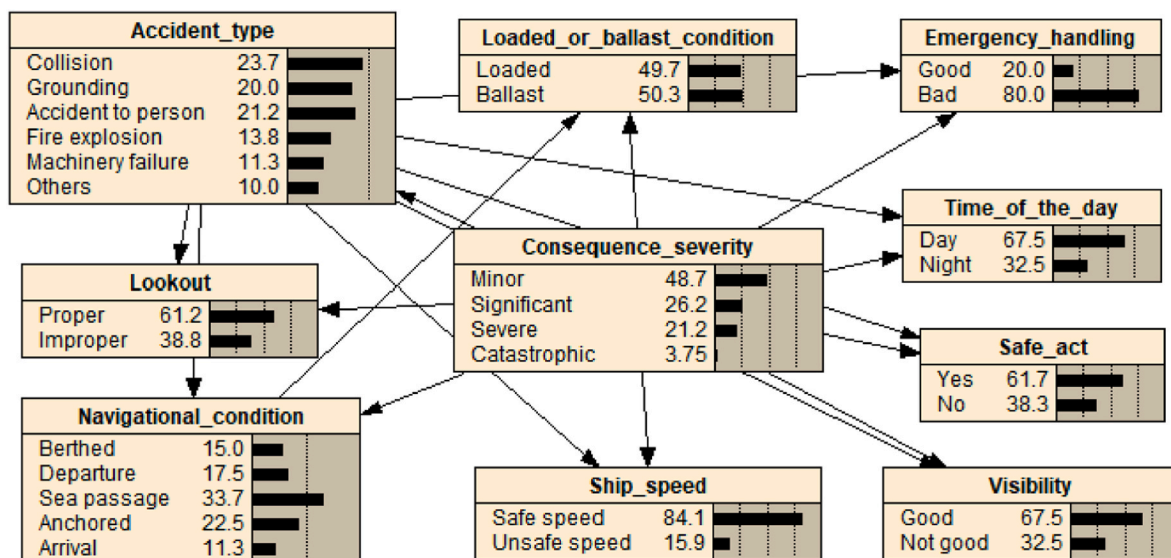 Accident_type
Collision 23.7
Grounding 20.0
Accident to person 21.2
Fire explosion 13.8
Machinery failure 11.3
Others 10.0
Loaded_or_ballast_condition
Loaded 49.7
Ballast 50.3
Emergency_handling
Good 20.0
Bad 80.0
Time_of_the_day
Day 67.5
Night 32.5
Consequence_severity
Minor 48.7
Significant 26.2
Severe 21.2
Catastrophic 3.75
Lookout
Proper 61.2
Improper 38.8
Safe_act
Yes 61.7
No 38.3
Navigational_condition
Berthed 15.0
Departure 17.5
Sea passage 33.7
Anchored 22.5
Arrival 11.3
Ship_speed
Safe speed 84.1
Unsafe speed 15.9
Visibility
Good 67.5
Not good 32.5